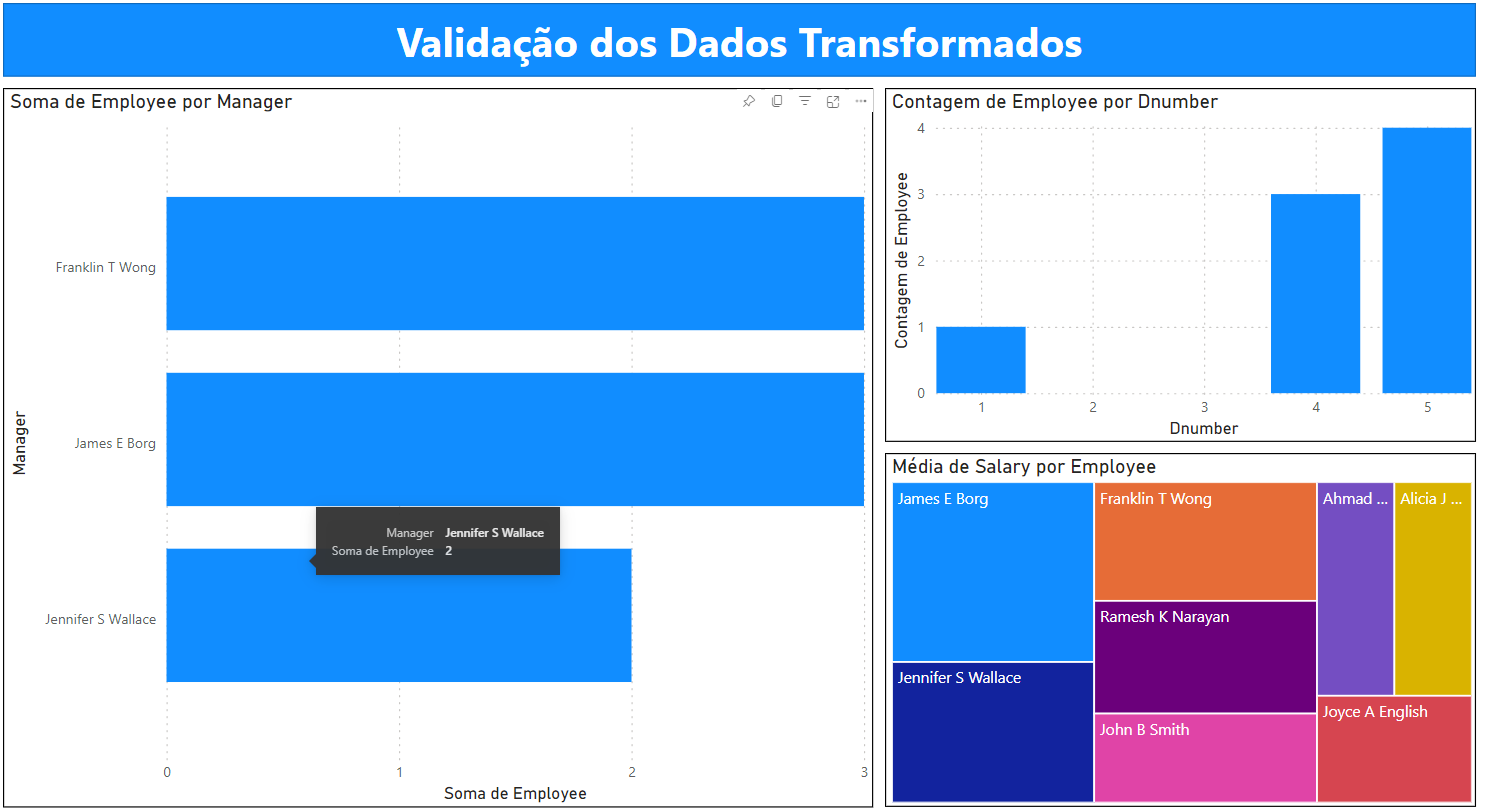 Validação dos Dados Transformados
Soma de Employee por Manager
Manager
Franklin T Wong
James E Borg
Jennifer S Wallace
Manager Jennifer S Wallace
Soma de Employee 2
0 1 2 3
Soma de Employee
Contagem de Employee por Dnumber
Contagem de Employee
4
3
2
1
0
1 2 3 4 5
Dnumber
Média de Salary por Employee
James E Borg
Franklin T Wong
Ahmad ...
Alicia J ...
Ramesh K Narayan
Jennifer S Wallace
Joyce A English
John B Smith